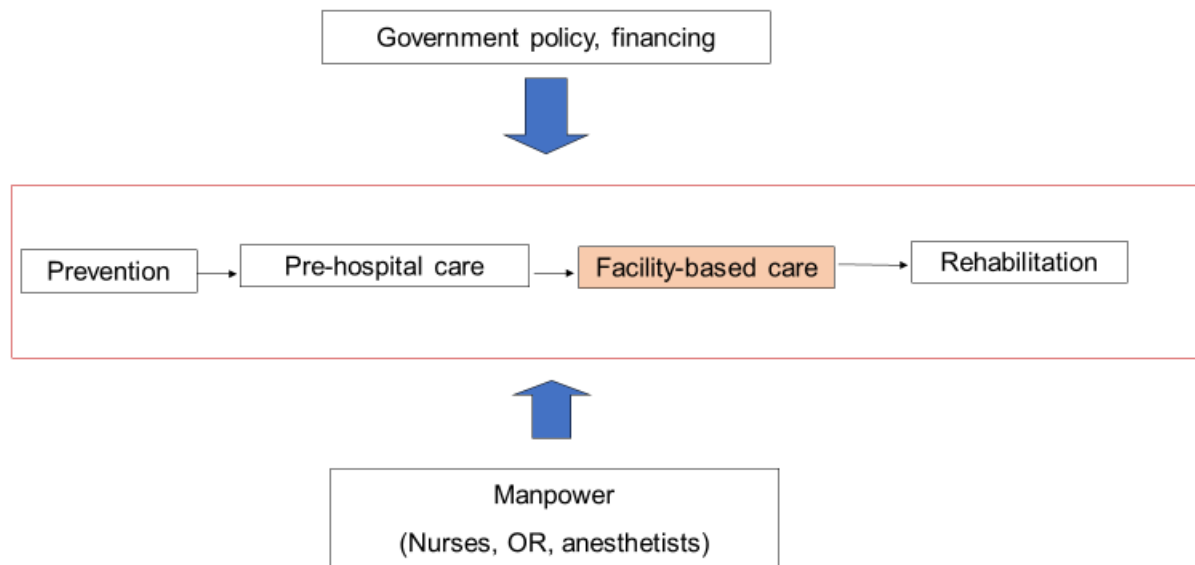 Government policy, financing
Prevention
Pre-hospital care
Facility-based care
Rehabilitation
Manpower
(Nurses, OR, anesthetists)